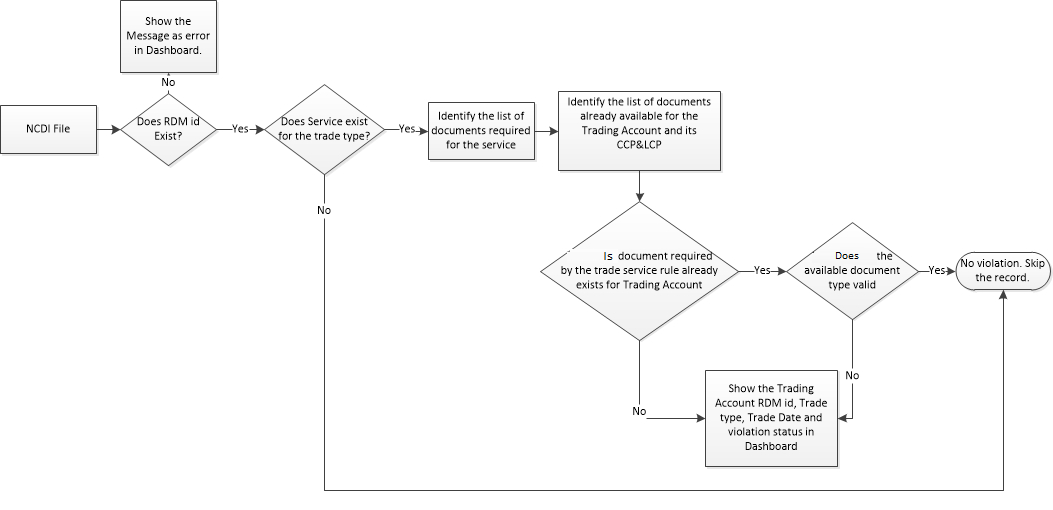 Show the
Message as error
in Dashboard.
No
NCDI File
Does RDM id
Exist?
Yes
Does Service exist
for the trade type?
Yes
Identify the list of
documents required
for the service
Identify the list of documents
already available for the
Trading Account and its
CCP&LCP
No
Is document required
by the trade service rule already
exists for Trading Account
Yes
Does the
available document
type valid
Yes
No violation. Skip
the record.
No
No
Show the Trading
Account RDM id, Trade
type, Trade Date and
violation status in
Dashboard